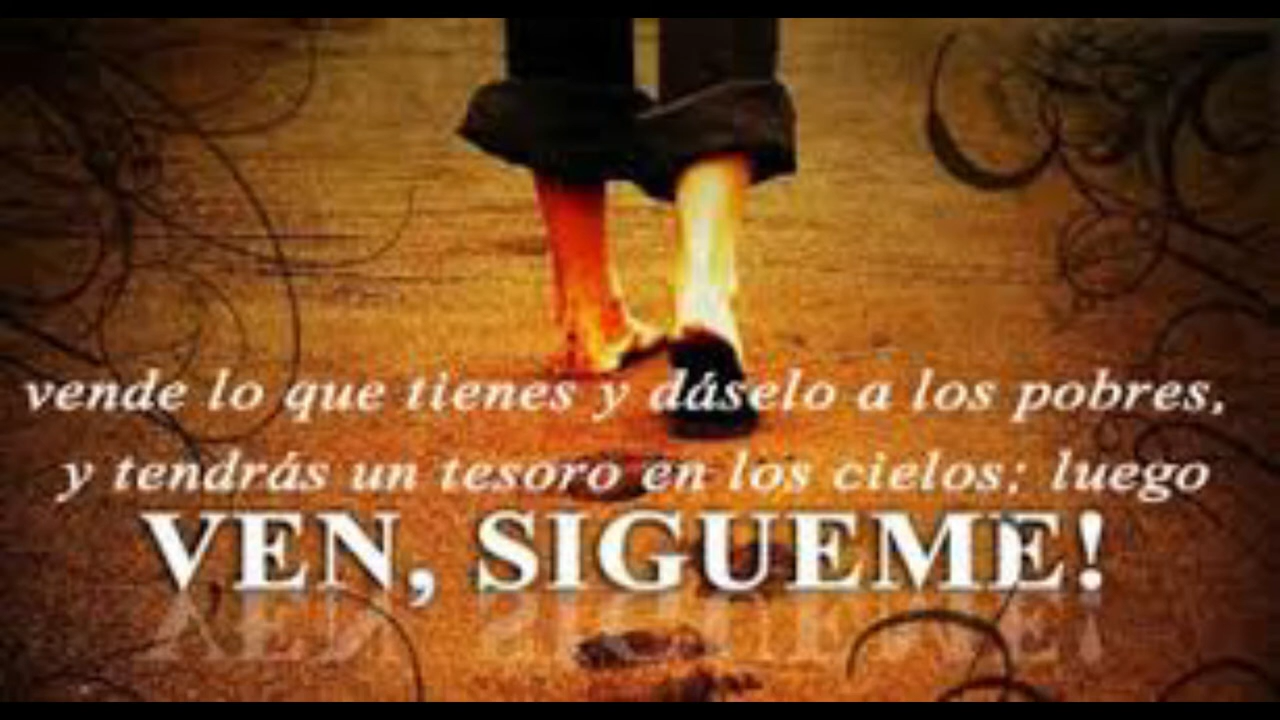 vende lo que tienes y dáselo a los pobres,
y tendrás un tesoro en los cielos; luego
VEN, SIGUEME!